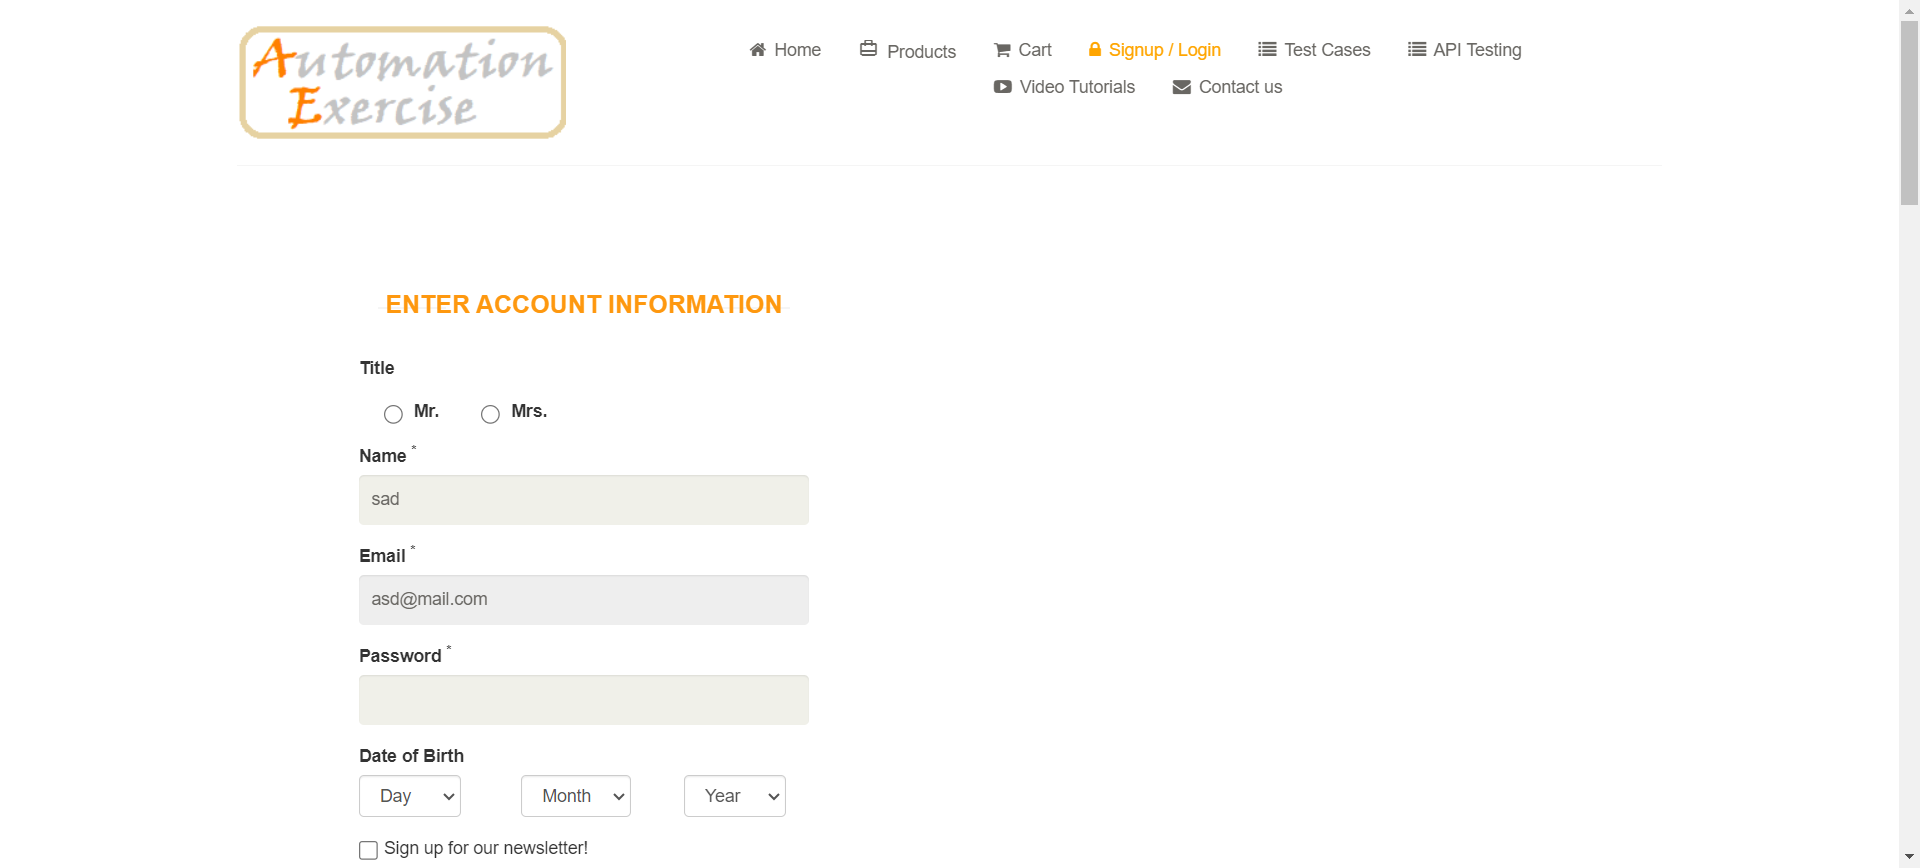 Automation
Exercise
Home Products Cart Signup / Login Test Cases API Testing
Video Tutorials Contact us
ENTER ACCOUNT INFORMATION
Title
Mr. Mrs.
Name *
sad
Email *
asd@mail.com
Password *
Date of Birth
Day Month Year
Sign up for our newsletter!